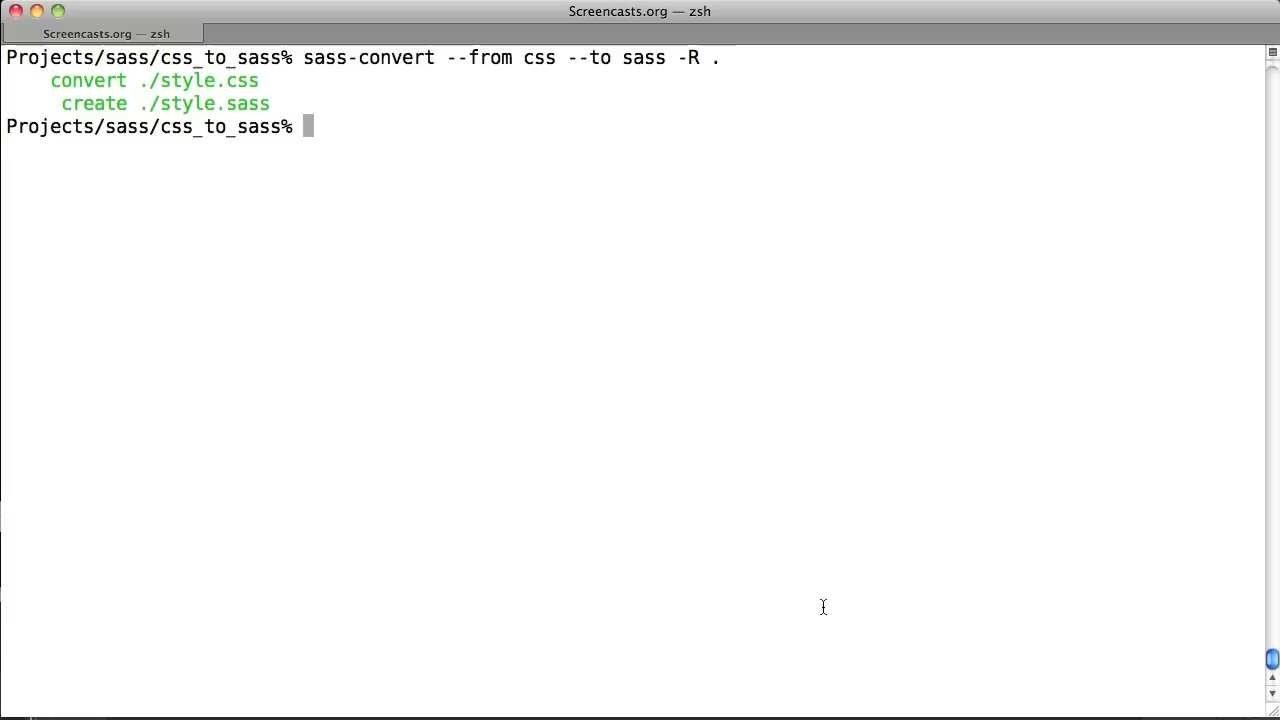 Screencasts.org — zsh
Screencasts.org — zsh
Projects/sass/css_to_sass% sass-convert --from css --to sass -R .
convert ./style.css
create ./style.sass
Projects/sass/css_to_sass%